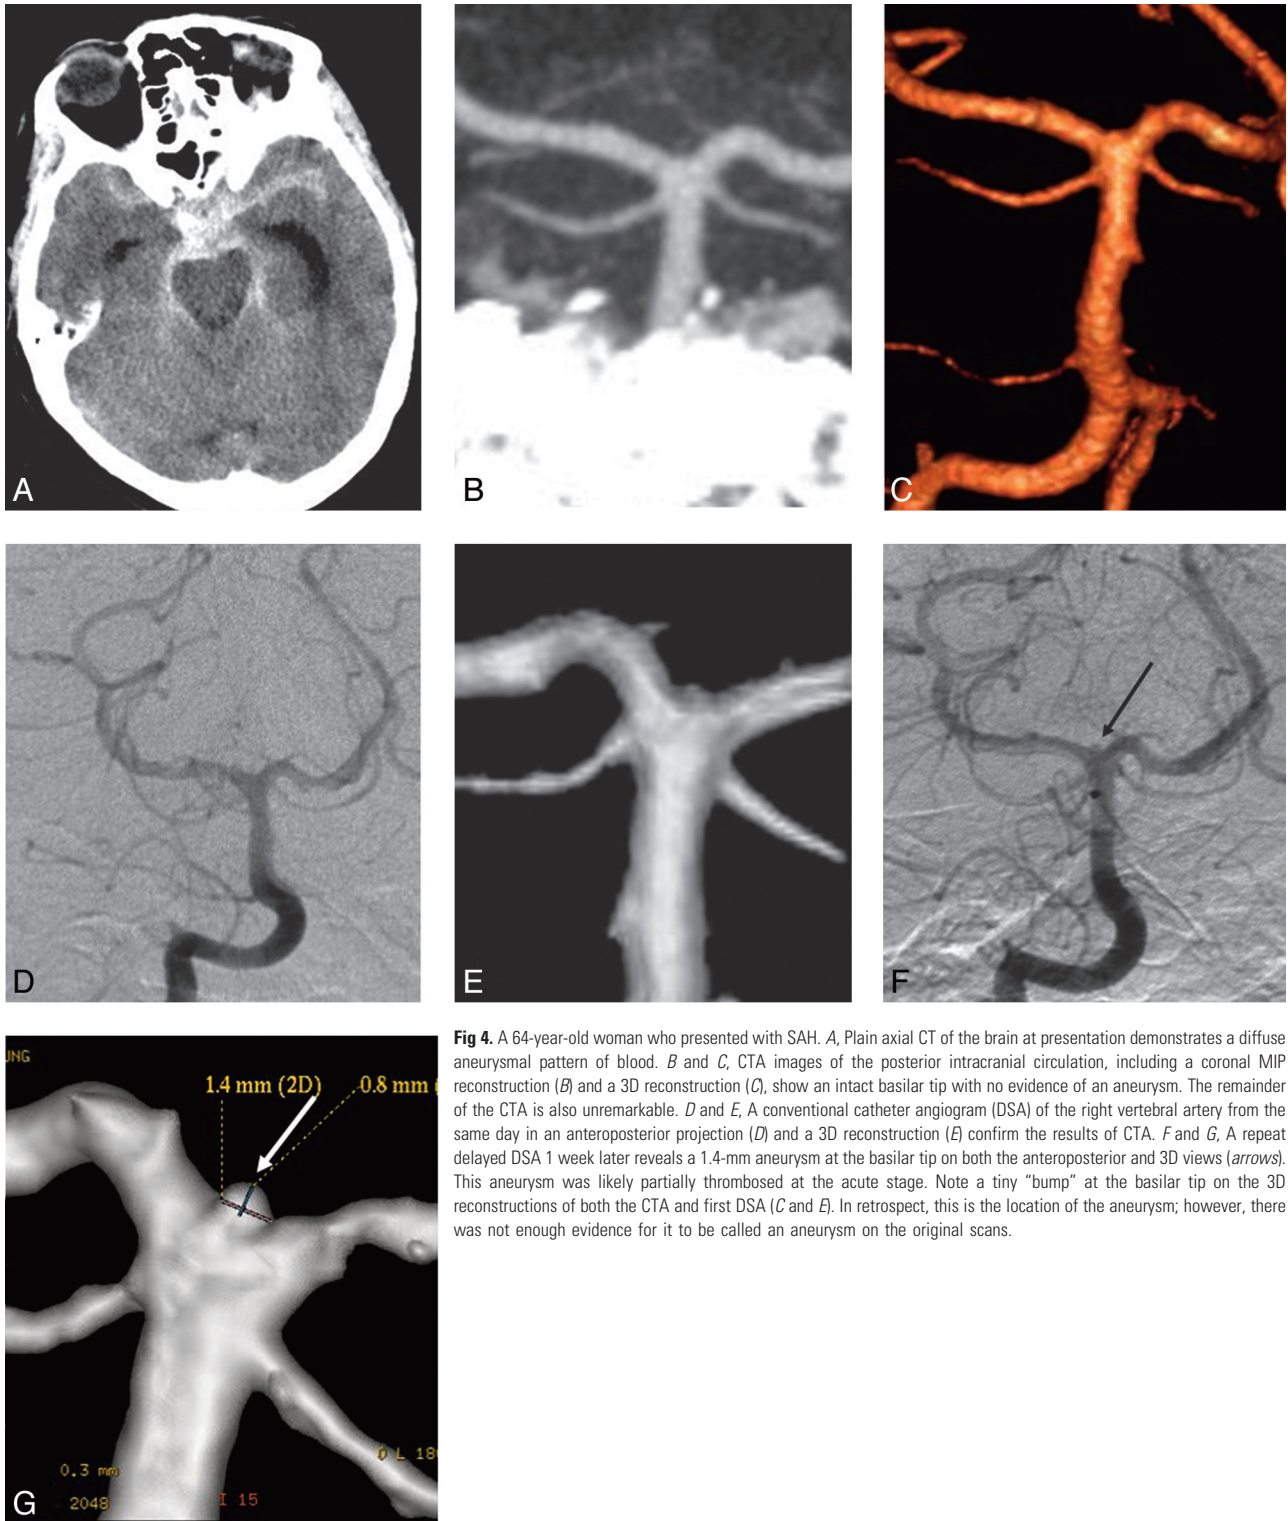 A
B
C
D
E
F
Fig 4. A 64-year-old woman who presented with SAH. A, Plain axial CT of the brain at presentation demonstrates a diffuse
aneurysmal pattern of blood. B and C, CTA images of the posterior intracranial circulation, including a coronal MIP
reconstruction (B) and a 3D reconstruction (C), show an intact basilar tip with no evidence of an aneurysm. The remainder
of the CTA is also unremarkable. D and E, A conventional catheter angiogram (DSA) of the right vertebral artery from the
same day in an anteroposterior projection (D) and a 3D reconstruction (E) confirm the results of CTA. F and G, A repeat
delayed DSA 1 week later reveals a 1.4-mm aneurysm at the basilar tip on both the anteroposterior and 3D views (arrows).
This aneurysm was likely partially thrombosed at the acute stage. Note a tiny “bump” at the basilar tip on the 3D
reconstructions of both the CTA and first DSA (C and E). In retrospect, this is the location of the aneurysm; however, there
was not enough evidence for it to be called an aneurysm on the original scans.
UNG
1.4 mm (2D) 0.8 mm (
0.3 mm
L 180
2048 I 15
G